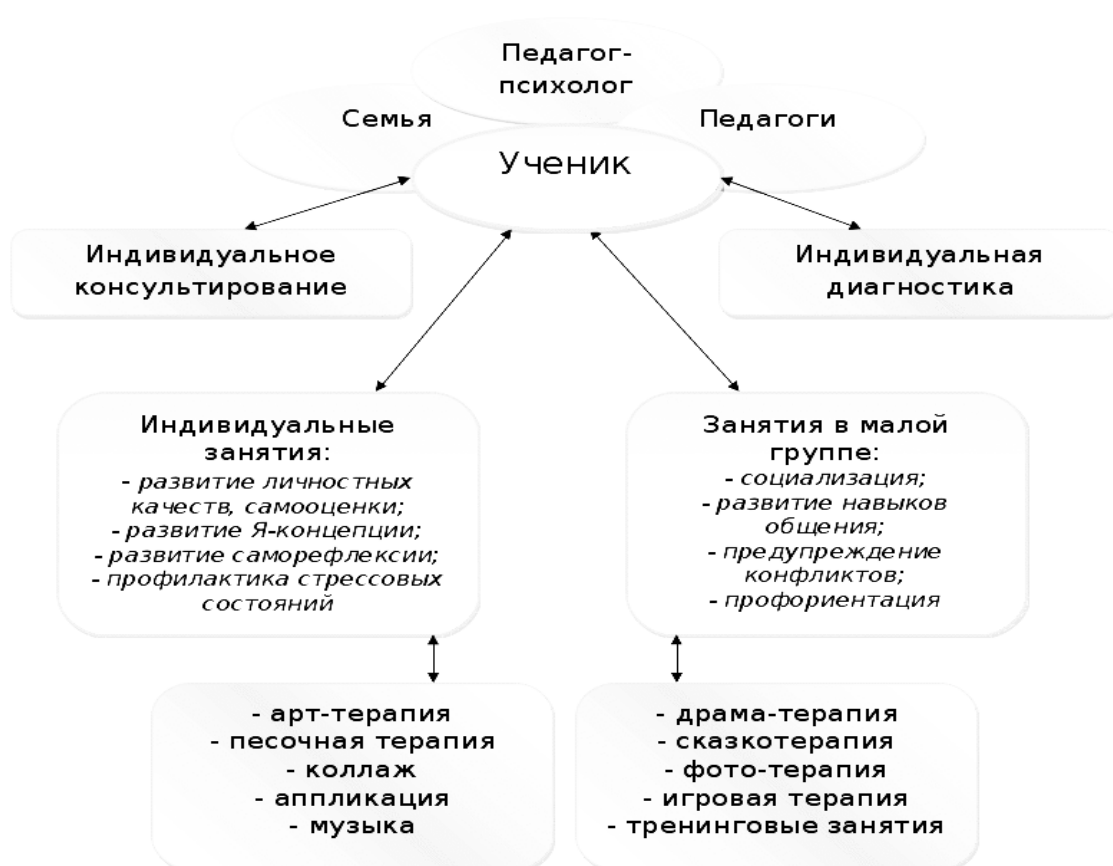 Педагог-
психолог
Семья
Педагоги
Ученик
Индивидуальное
консультирование
Индивидуальная
диагностика
Индивидуальные
занятия:
- развитие личностных
качеств, самооценки;
- развитие Я-концепции;
- развитие саморефлексии;
- профилактика стрессовых
состояний
Занятия в малой
группе:
- социализация;
- развитие навыков
общения;
- предупреждение
конфликтов;
- профориентация
- арт-терапия
- песочная терапия
- коллаж
- аппликация
- музыка
- драма-терапия
- сказкотерапия
- фото-терапия
- игровая терапия
- тренинговые занятия